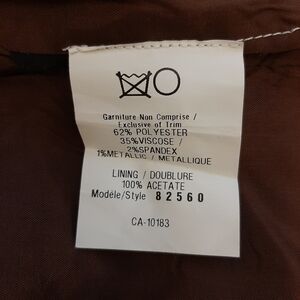 Garniture Non Comprise /
Exclusive of Trim
62% POLYESTER
35%VISCOSE /
2%SPANDEX
1%METALLIC / METALLIQUE
LINING / DOUBLURE
100% ACETATE
Modéle/Style 82560
CA-10183